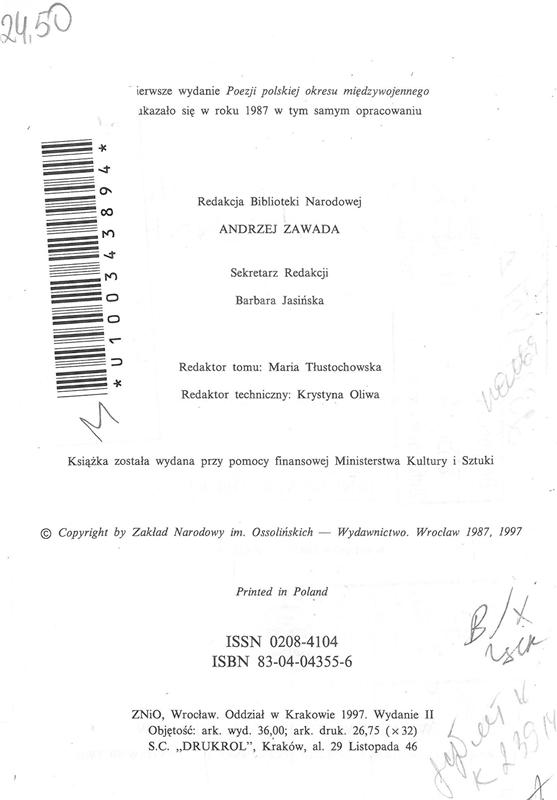 24,50
ierwsze wydanie Poezji polskiej okresu międzywojennego
ukazało się w roku 1987 w tym samym opracowaniu
*U100343894*
Redakcja Biblioteki Narodowej
ANDRZEJ ZAWADA
Sekretarz Redakcji
Barbara Jasińska
Redaktor tomu: Maria Tłustochowska
Redaktor techniczny: Krystyna Oliwa
M
Książka została wydana przy pomocy finansowej Ministerstwa Kultury i Sztuki
© Copyright by Zakład Narodowy im. Ossolińskich — Wydawnictwo. Wrocław 1987, 1997
Printed in Poland
B/X
ISSN 0208-4104
ISBN 83-04-04355-6
ZNiO, Wrocław. Oddział w Krakowie 1997. Wydanie II
Objętość: ark. wyd. 36,00; ark. druk. 26,75 (×32)
S.C. „DRUKROL”, Kraków, al. 29 Listopada 46